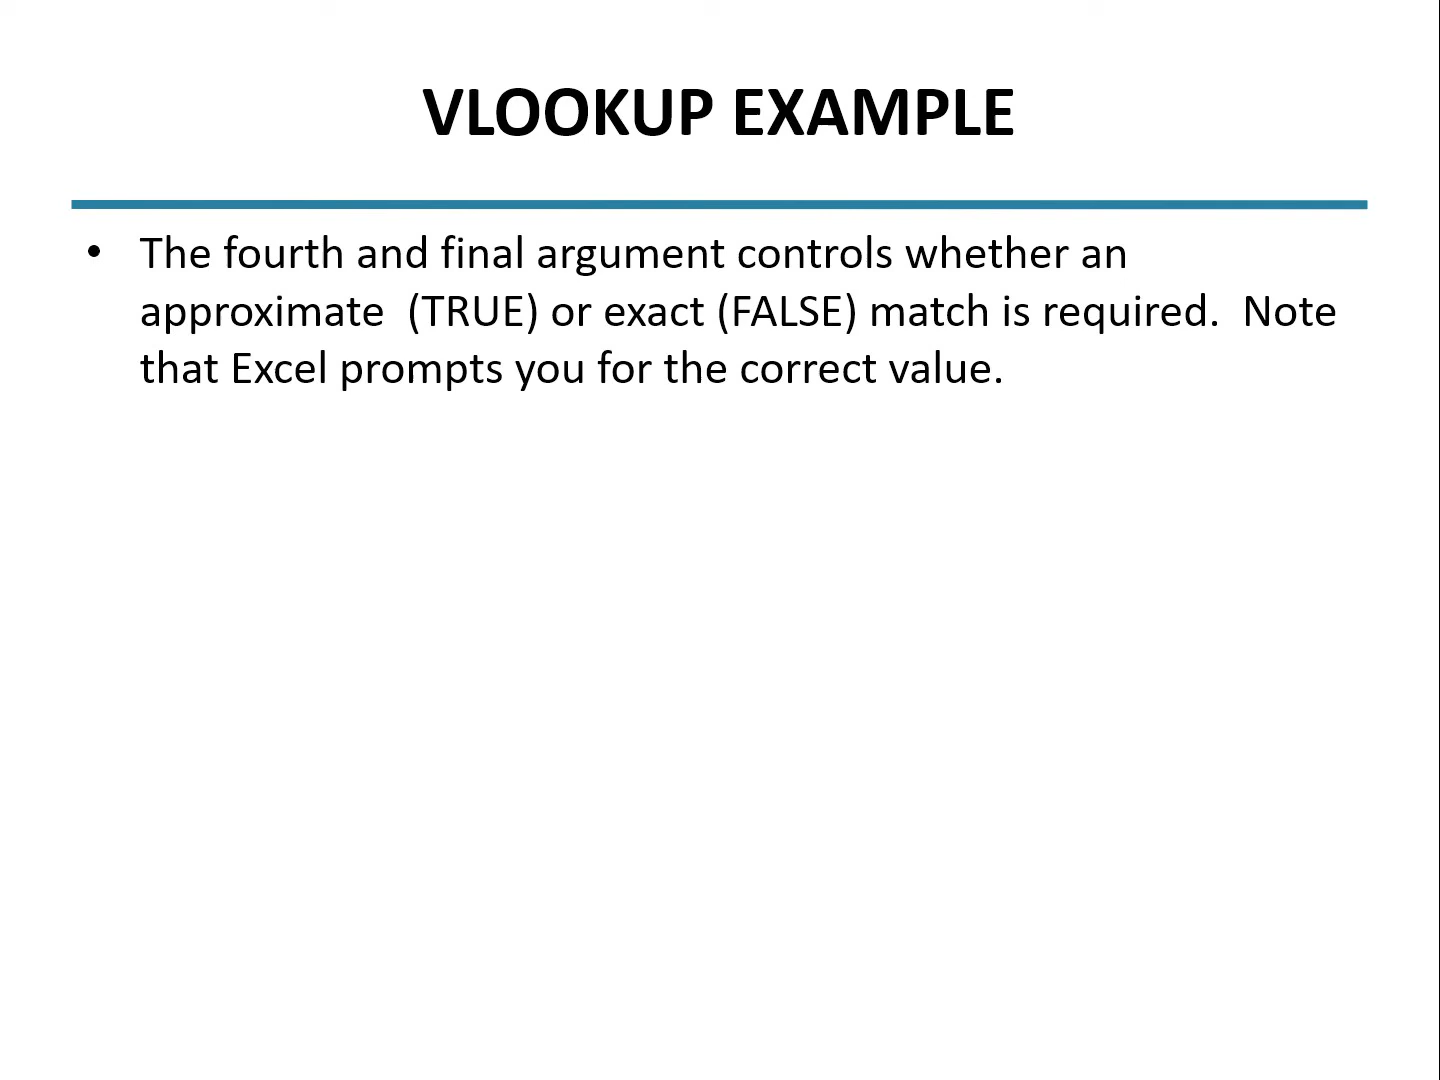 VLOOKUP EXAMPLE
• The fourth and final argument controls whether an
approximate  (TRUE) or exact (FALSE) match is required.  Note
that Excel prompts you for the correct value.